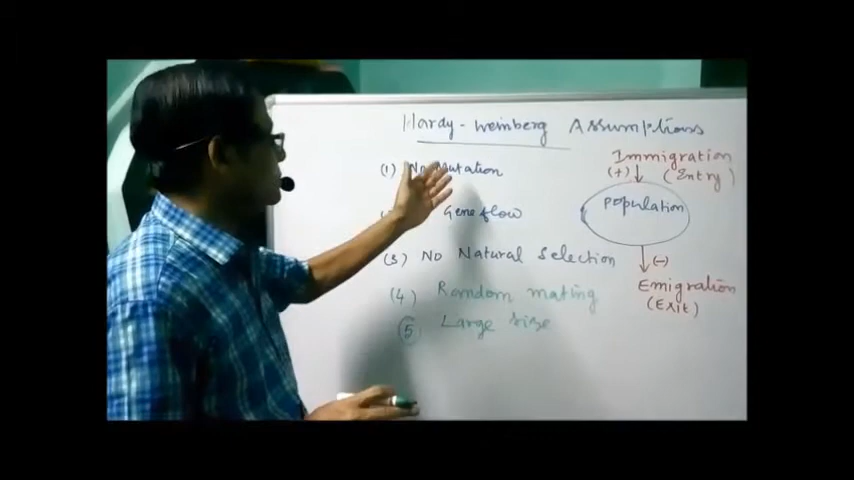 Hardy - Weinberg Assumptions
(1) No Mutation
Gene flow
(3) No Natural Selection
(4) Random mating
(5) Large size
Immigration
(+) (Entry)
Population
(-)
Emigration
(Exit)